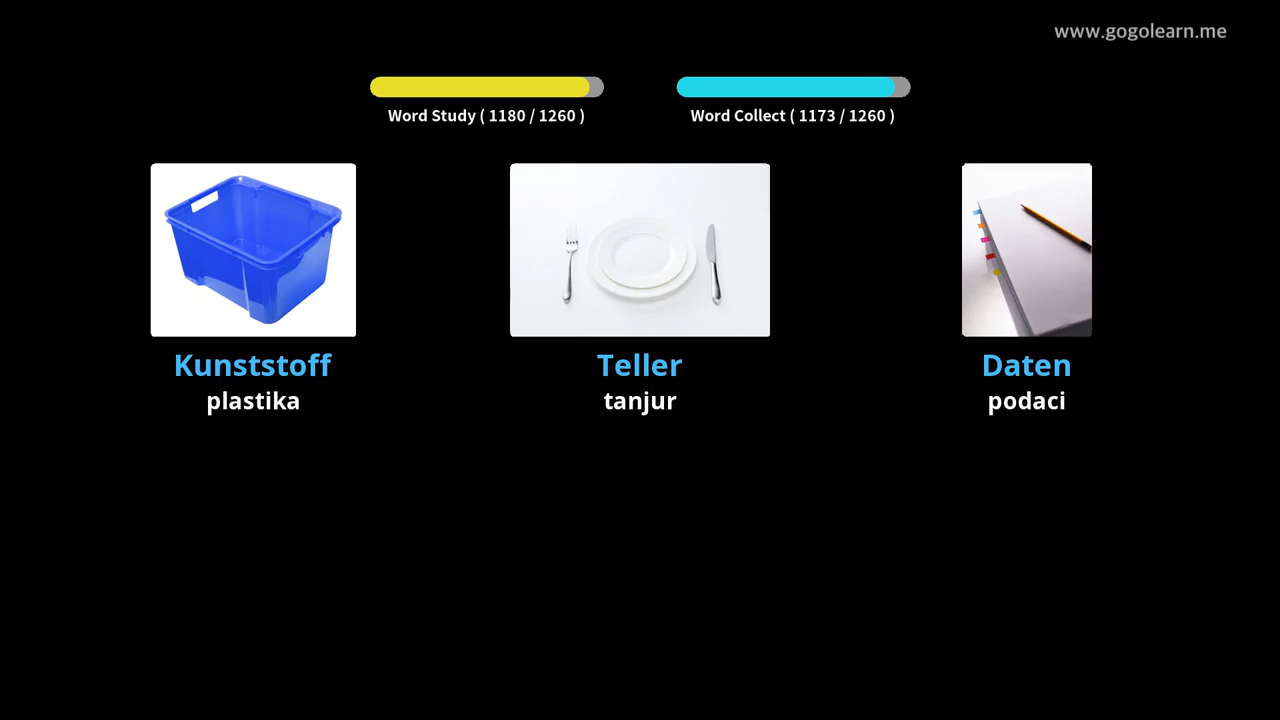 www.gogolearn.me
Word Study ( 1180 / 1260 )
Word Collect ( 1173 / 1260 )
Kunststoff
plastika
Teller
tanjur
Daten
podaci